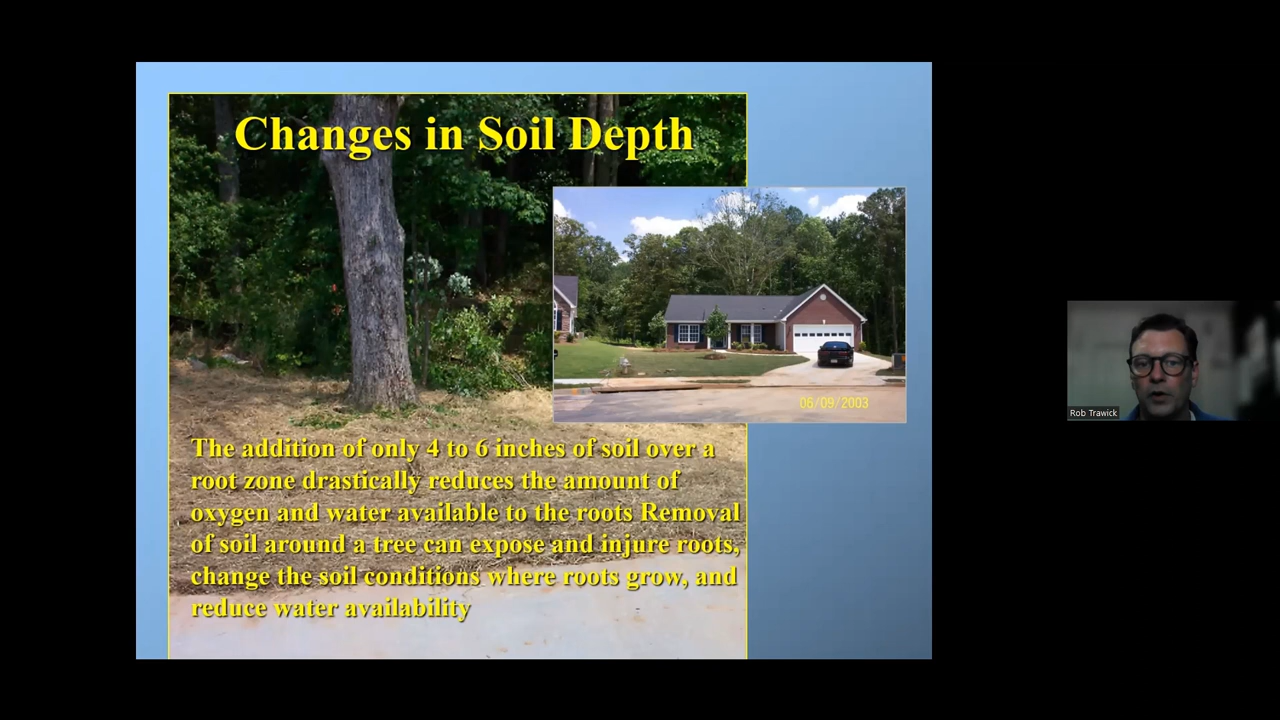 Changes in Soil Depth
06/09/2003
The addition of only 4 to 6 inches of soil over a
root zone drastically reduces the amount of
oxygen and water available to the roots Removal
of soil around a tree can expose and injure roots,
change the soil conditions where roots grow, and
reduce water availability
Rob Trawick